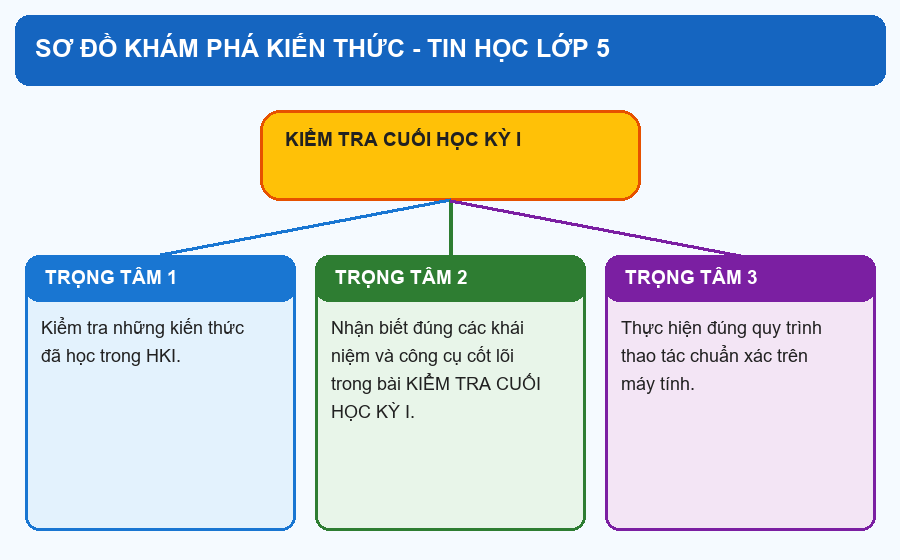 SƠ ĐỒ KHÁM PHÁ KIẾN THỨC - TIN HỌC LỚP 5
KIỂM TRA CUỐI HỌC KỲ I
TRỌNG TÂM 1
Kiểm tra những kiến thức
đã học trong HKI.
TRỌNG TÂM 2
Nhận biết đúng các khái
niệm và công cụ cốt lõi
trong bài KIỂM TRA CUỐI
HỌC KỲ I.
TRỌNG TÂM 3
Thực hiện đúng quy trình
thao tác chuẩn xác trên
máy tính.